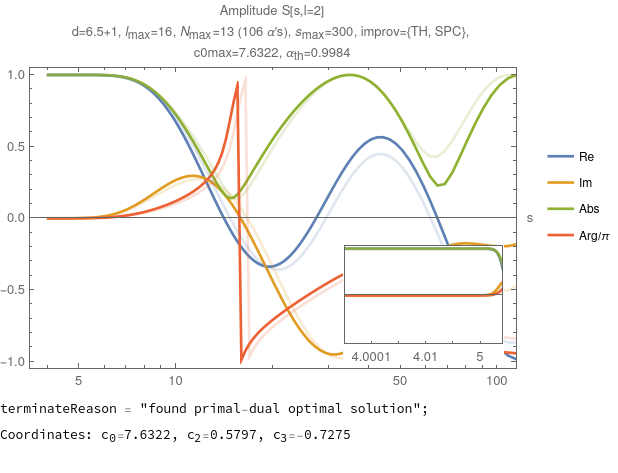 Amplitude S[s,l=2]
d=6.5+1, lmax=16, Nmax=13 (106 α's), smax=300, improv={TH, SPC},
c0max=7.6322, αth=0.9984
1.0
0.5
0.0
-0.5
-1.0
s
Re
Im
Abs
Arg/π
4.0001 4.01 5
5 10 50 100
terminateReason = "found primal-dual optimal solution";
Coordinates: c0=7.6322, c2=0.5797, c3=-0.7275